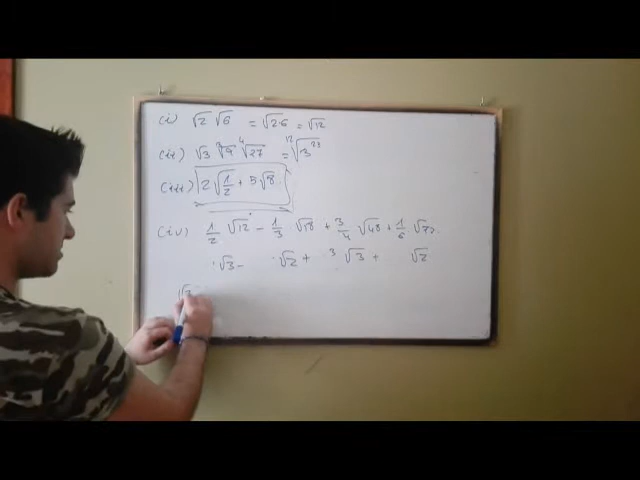 (i) √2 √6 = √2·6 = √12
(ii) √3 ∛9 ∜27 = ¹²√3²³
(iii) 2√1/2 + 5√8
(iv) 1/2 √12 - 1/3 √18 + 3/4 √48 + 1/6 √72
√3 - √2 + 3 √3 + √2